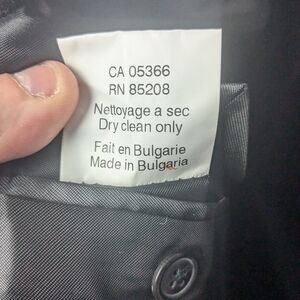 CA 05366
RN 85208
Nettoyage a sec
Dry clean only
Fait en Bulgarie
Made in Bulgaria